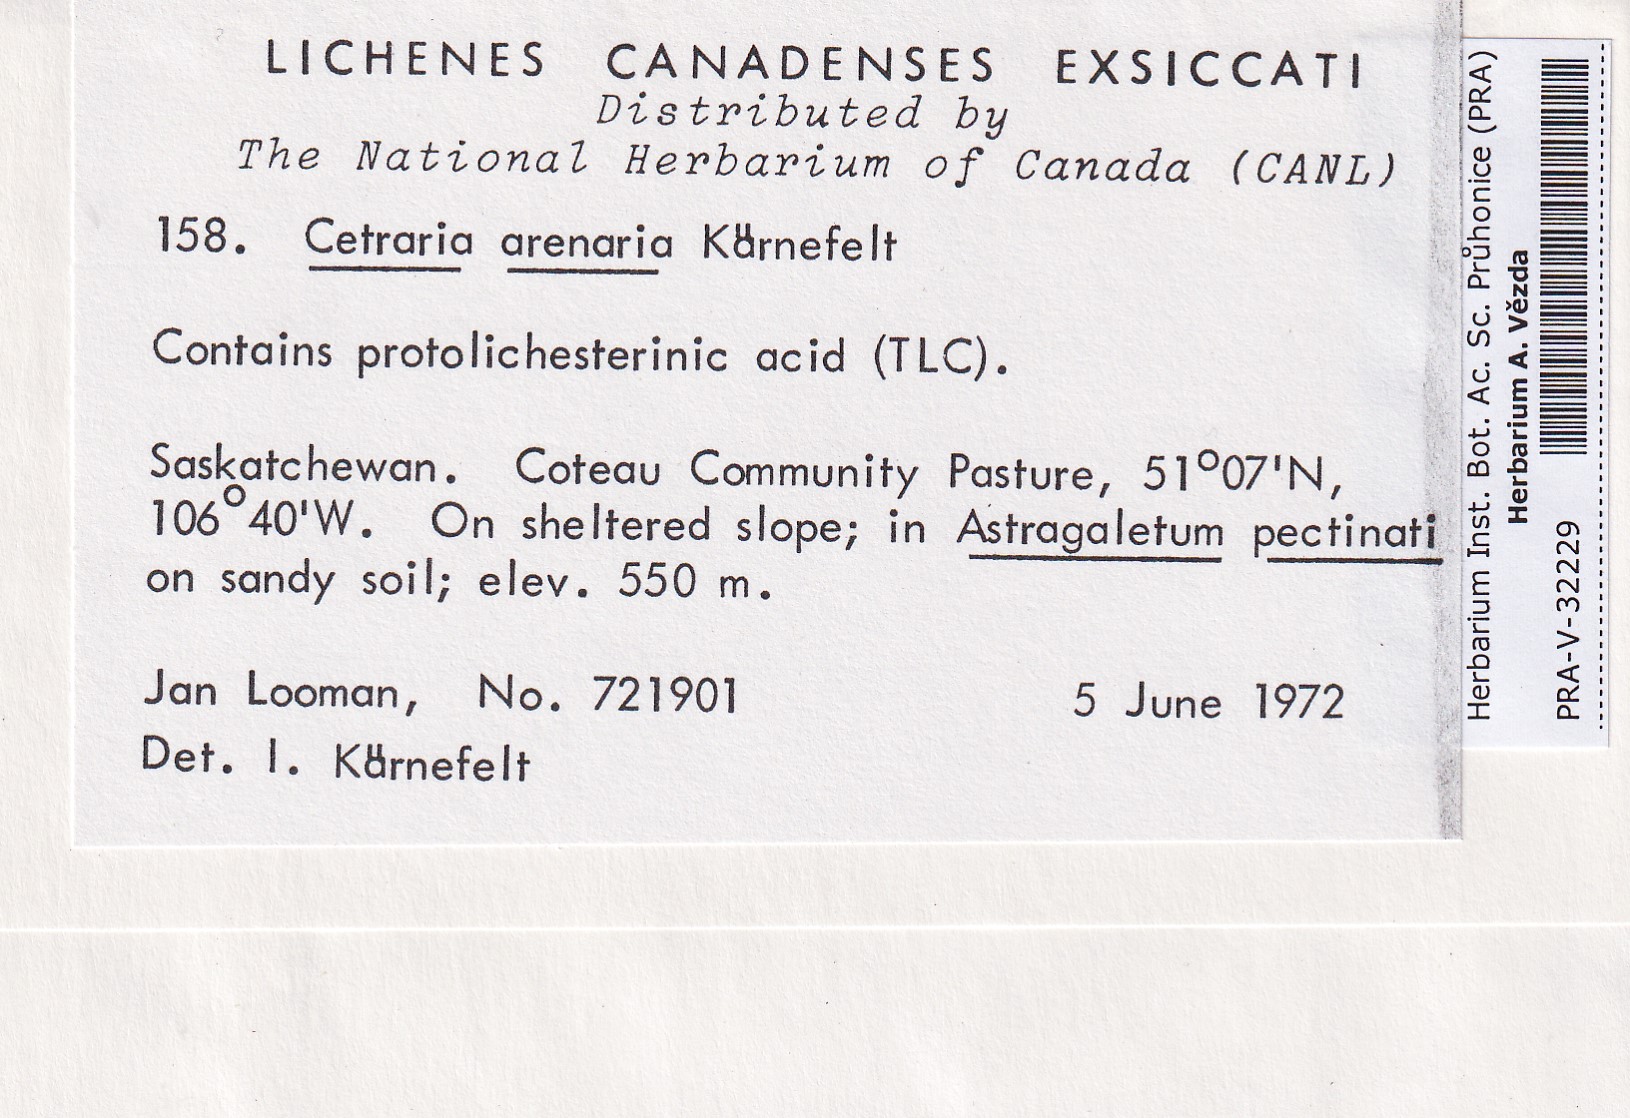 LICHENES CANADENSES EXSICCATI
Distributed by
The National Herbarium of Canada (CANL)
158. Cetraria arenaria Kärnefelt
Contains protolichesterinic acid (TLC).
Saskatchewan. Coteau Community Pasture, 51°07'N,
106°40'W. On sheltered slope; in Astragaletum pectinati
on sandy soil; elev. 550 m.
Jan Looman, No. 721901 5 June 1972
Det. I. Kärnefelt
Herbarium Inst. Bot. Ac. Sc. Průhonice (PRA)
Herbarium A. Vězda
PRA-V-32229